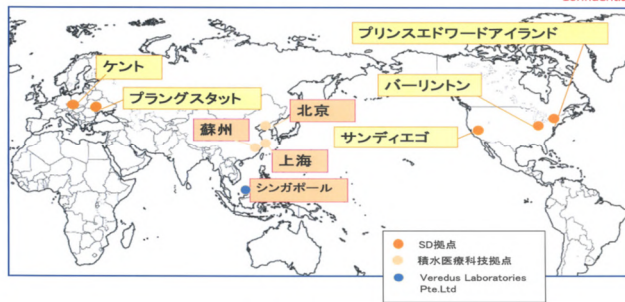 プリンスエドワードアイランド
ケント
バーリントン
プラングスタット
北京
蘇州
サンディエゴ
上海
シンガポール
SD拠点
積水医療科技拠点
Veredus Laboratories
Pte.Ltd